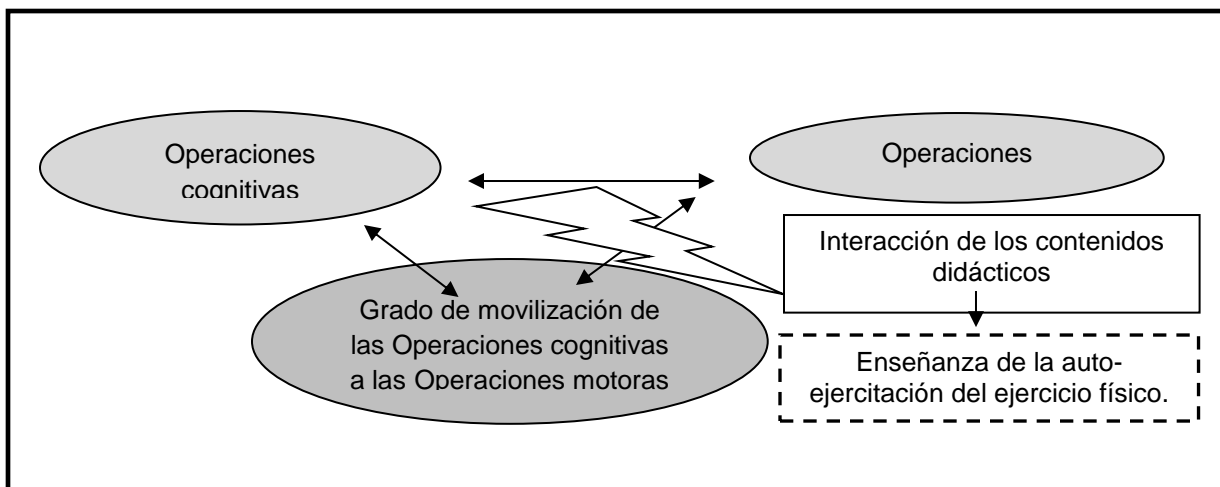 Operaciones
cognitivas
Operaciones
Interacción de los contenidos
didácticos
Grado de movilización de
las Operaciones cognitivas
a las Operaciones motoras
Enseñanza de la auto-
ejercitación del ejercicio físico.